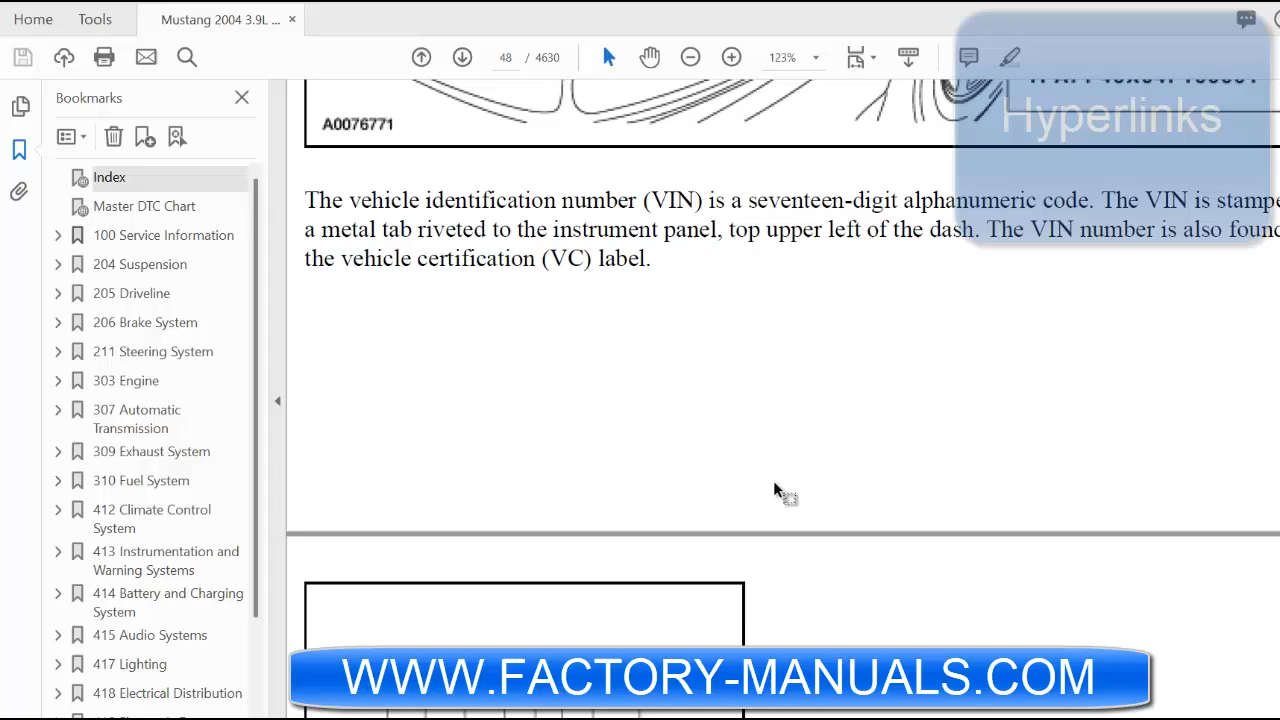 Home
Tools
Mustang 2004 3.9L ...
48 / 4630
123%
Bookmarks
Index
Master DTC Chart
100 Service Information
204 Suspension
205 Driveline
206 Brake System
211 Steering System
303 Engine
307 Automatic
Transmission
309 Exhaust System
310 Fuel System
412 Climate Control
System
413 Instrumentation and
Warning Systems
414 Battery and Charging
System
415 Audio Systems
417 Lighting
418 Electrical Distribution
A0076771
Hyperlinks
The vehicle identification number (VIN) is a seventeen-digit alphanumeric code. The VIN is stampe
a metal tab riveted to the instrument panel, top upper left of the dash. The VIN number is also found
the vehicle certification (VC) label.
WWW.FACTORY-MANUALS.COM